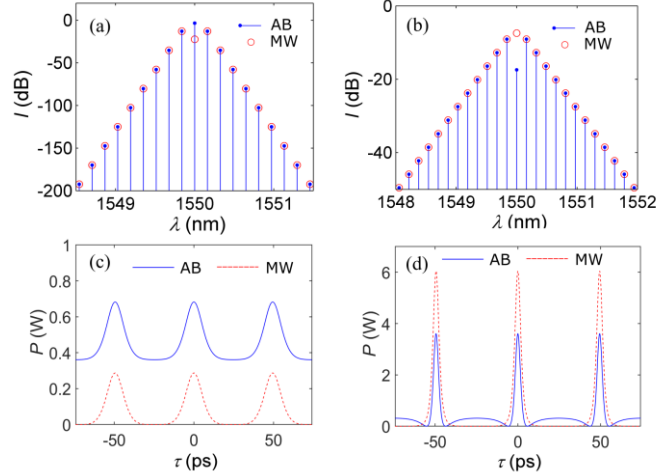 (a)
AB
MW
0
-50
-100
-150
-200
I (dB)
1549
1550
1551
λ (nm)
(b)
AB
MW
0
-20
-40
I (dB)
1548
1549
1550
1551
1552
λ (nm)
(c)
AB
MW
1
0.8
0.6
0.4
0.2
0
P (W)
-50
0
50
τ (ps)
(d)
AB
MW
6
4
2
0
P (W)
-50
0
50
τ (ps)